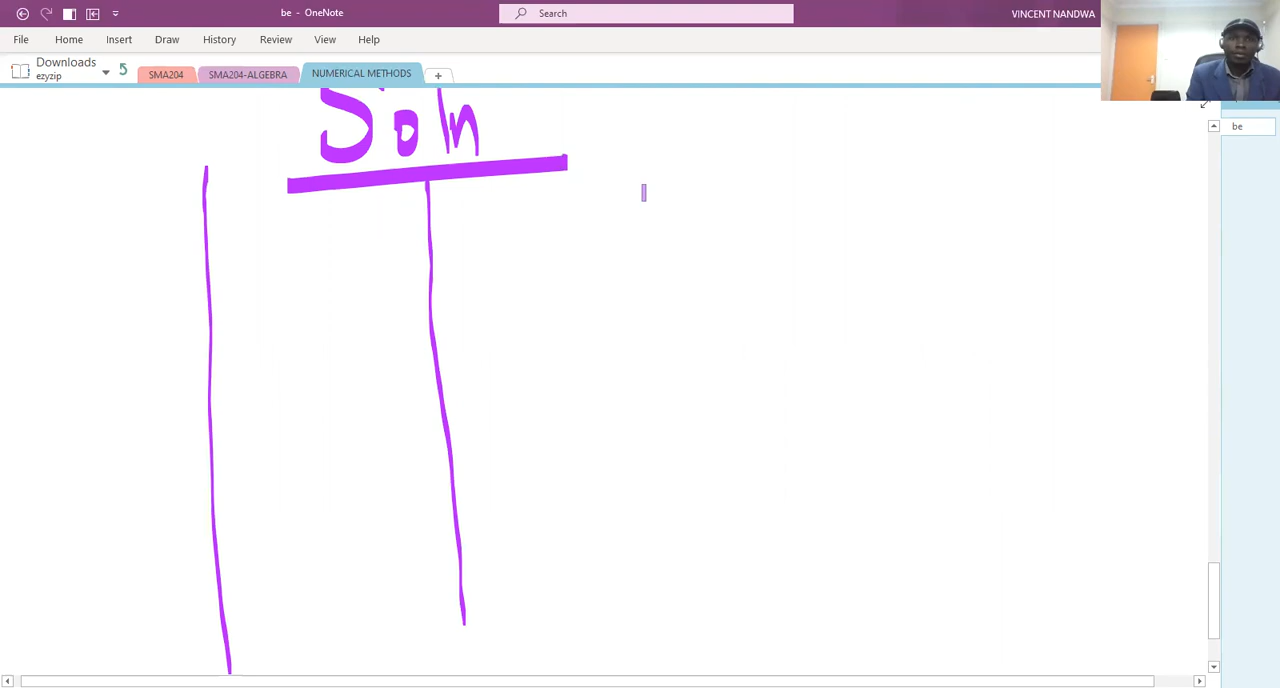 be - OneNote
Search
VINCENT NANDWA
File Home Insert Draw History Review View Help
Downloads
ezyzip
SMA204 SMA204-ALGEBRA NUMERICAL METHODS +
be
Soln